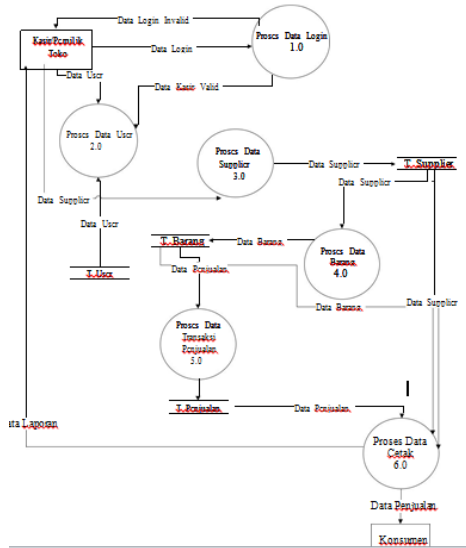 Data Login Invalid
Kasir/Pemilik
Toko
Data Login
Proses Data Login
1.0
Data User
Data Kasir Valid
Proses Data User
2.0
Proses Data
Supplier
3.0
Data Supplier
T. Supplier
Data Supplier
Data Supplier
Data User
T.User
T. Barang
Data Barang
Proses Data
Barang
4.0
Data Penjualan
Data Barang
Data Supplier
Proses Data
Transaksi
Penjualan
5.0
T. Penjualan
Data Penjualan
ata Laporan
Proses Data
Cetak
6.0
Data Penjualan
Konsumen